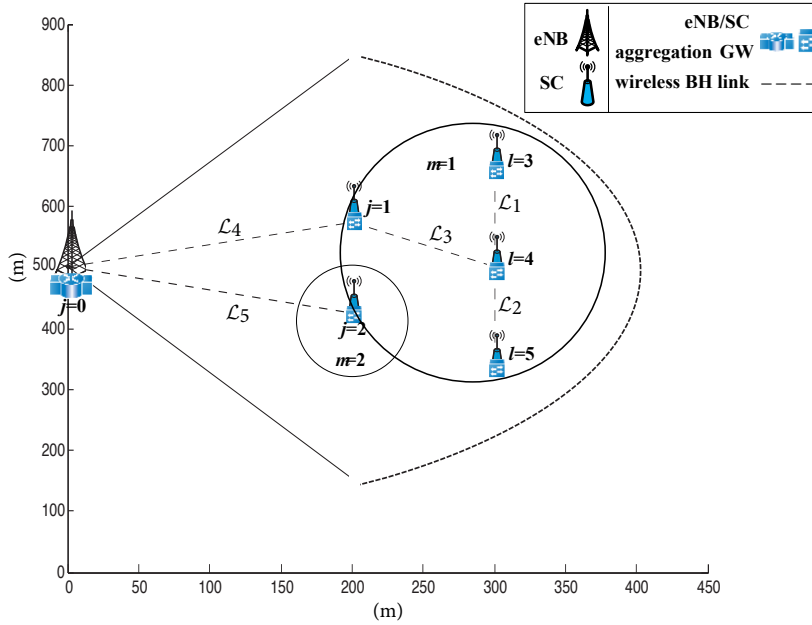 900
800
700
600
500
400
300
200
100
0
(m)
0
50
100
150
200
250
300
350
400
450
(m)
eNB
SC
eNB/SC
aggregation GW
wireless BH link
m=1
l=3
j=1
ℒ1
ℒ4
ℒ3
l=4
j=0
ℒ5
ℒ2
j=2
m=2
l=5